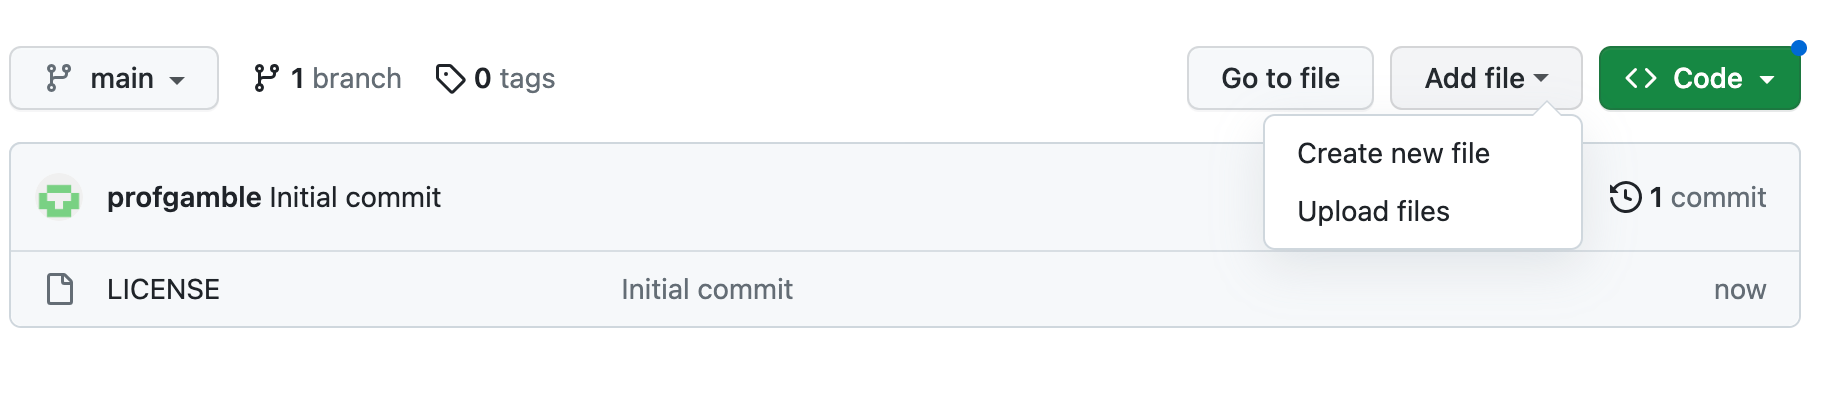 main
1 branch
0 tags
Go to file
Add file
Code
Create new file
Upload files
profgamble Initial commit
1 commit
LICENSE
Initial commit
now